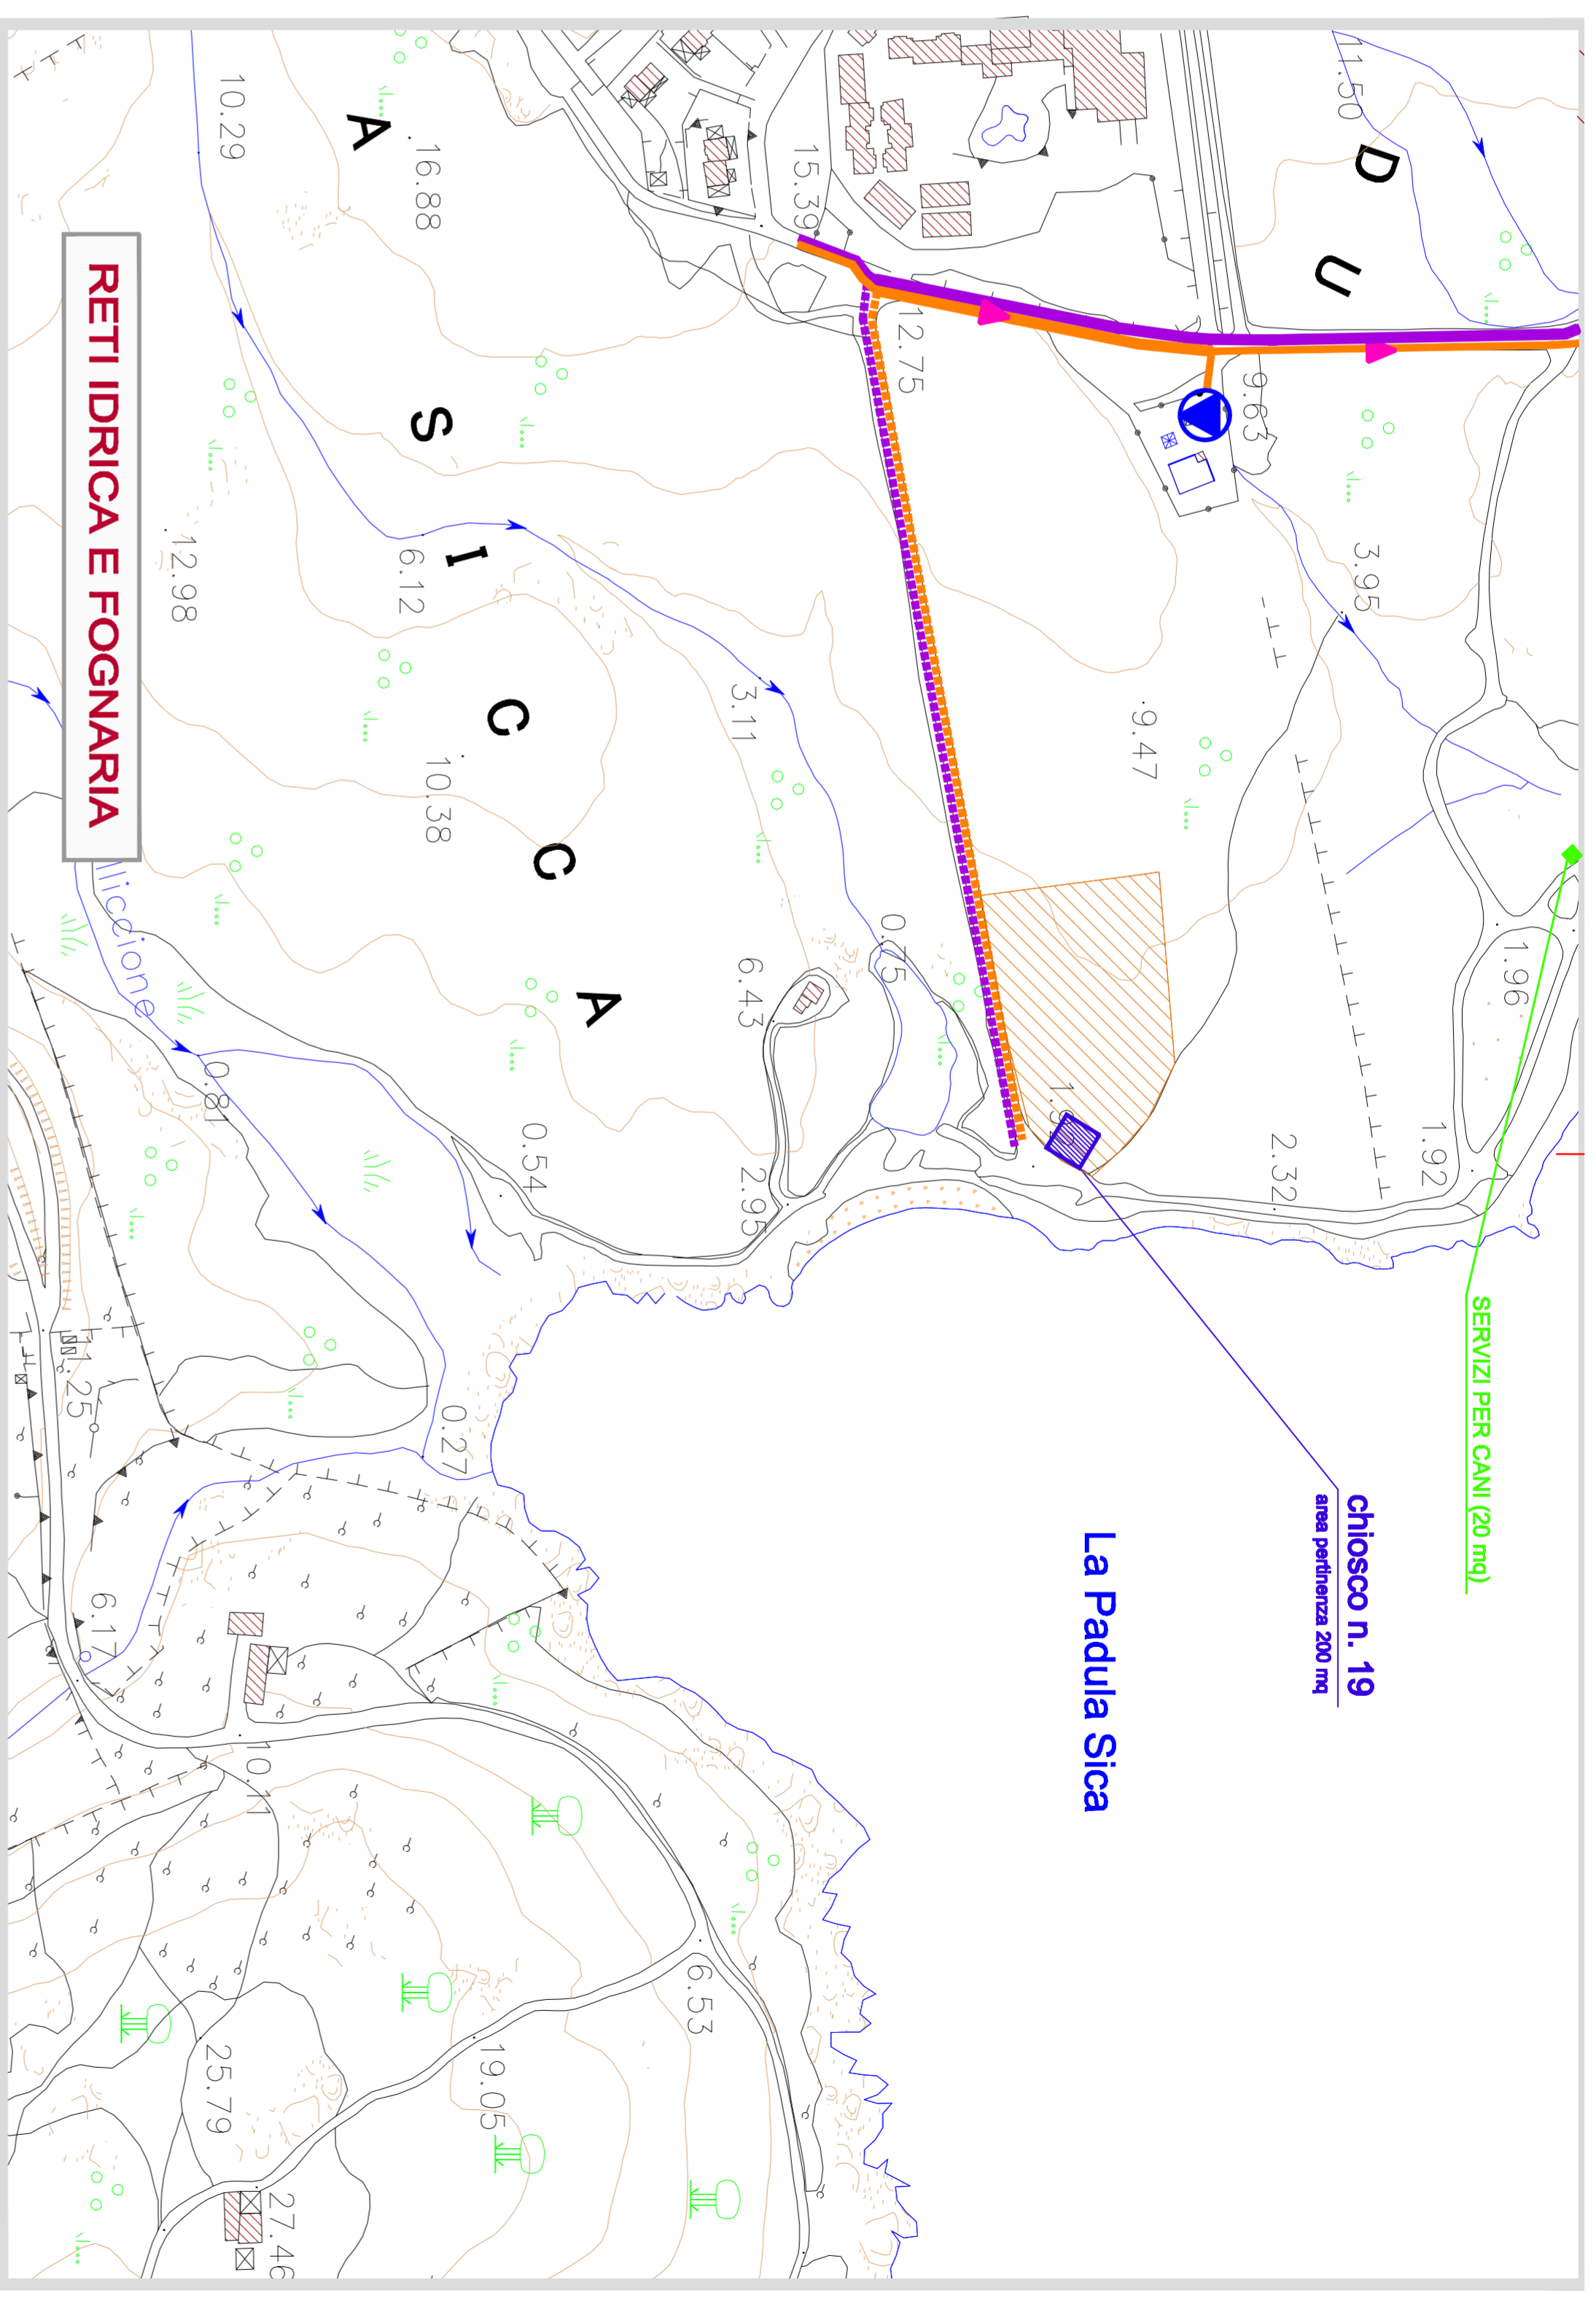 1.96
SERVIZI PER CANI (20 mq)
1.92
D
3.95
chiosco n. 19
area pertinenza 200 mq
11.50
U
2.32
9.63
9.47
La Padula Sica
12.75
0.75
15.39
2.95
6.43
3.11
6.53
A
C
0.54
C
19.05
I
0.27
10.38
S
16.88
6.12
A
27.46
10.11
10.29
25.79
0.81
12.98
lliccione
RETI IDRICA E FOGNARIA
6.17
11.25